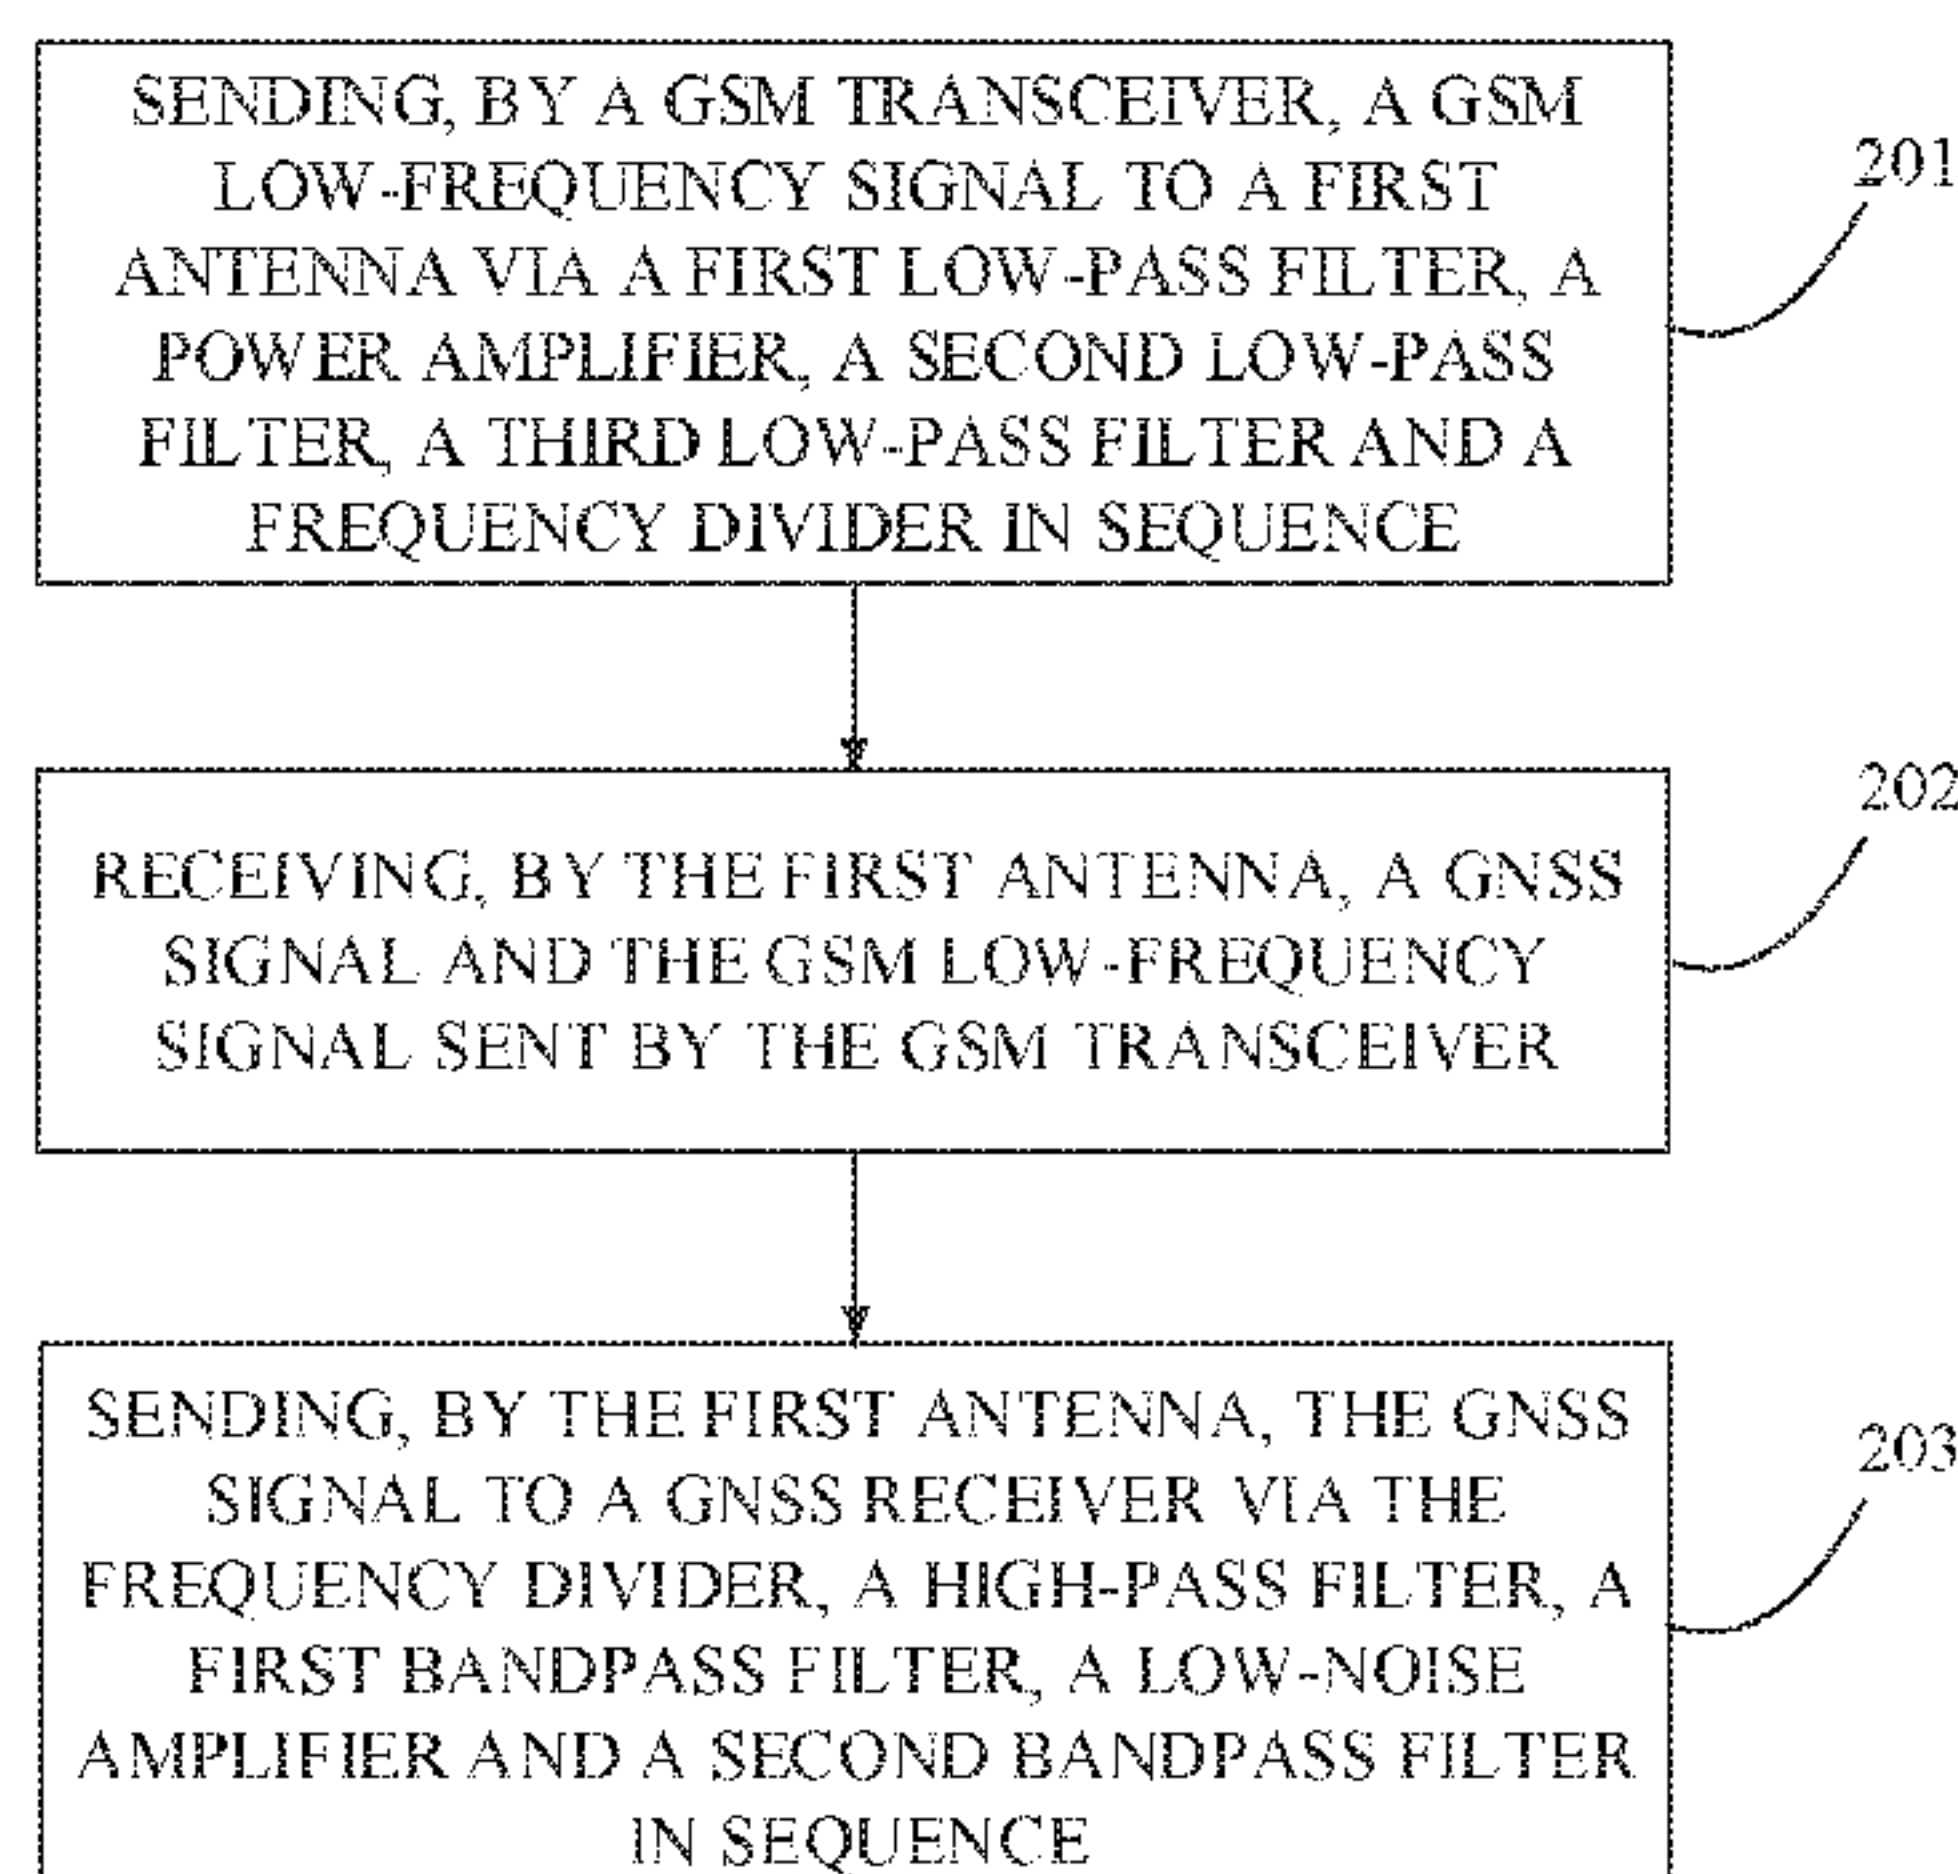 SENDING, BY A GSM TRANSCEIVER, A GSM
LOW-FREQUENCY SIGNAL TO A FIRST
ANTENNA VIA A FIRST LOW-PASS FILTER, A
POWER AMPLIFIER, A SECOND LOW-PASS
FILTER, A THIRD LOW-PASS FILTER AND A
FREQUENCY DIVIDER IN SEQUENCE
201
RECEIVING, BY THE FIRST ANTENNA, A GNSS
SIGNAL AND THE GSM LOW-FREQUENCY
SIGNAL SENT BY THE GSM TRANSCEIVER
202
SENDING, BY THE FIRST ANTENNA, THE GNSS
SIGNAL TO A GNSS RECEIVER VIA THE
FREQUENCY DIVIDER, A HIGH-PASS FILTER, A
FIRST BANDPASS FILTER, A LOW-NOISE
AMPLIFIER AND A SECOND BANDPASS FILTER
IN SEQUENCE
203